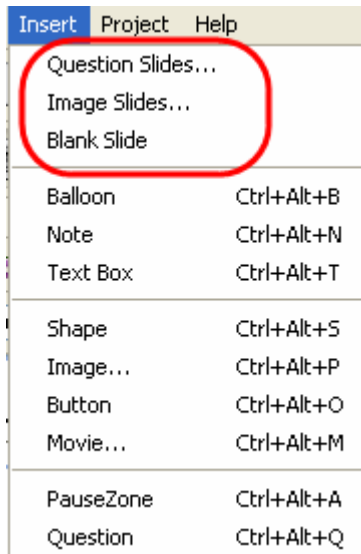 Insert Project Help
Question Slides...
Image Slides...
Blank Slide
Balloon Ctrl+Alt+B
Note Ctrl+Alt+N
Text Box Ctrl+Alt+T
Shape Ctrl+Alt+S
Image... Ctrl+Alt+P
Button Ctrl+Alt+O
Movie... Ctrl+Alt+M
PauseZone Ctrl+Alt+A
Question Ctrl+Alt+Q